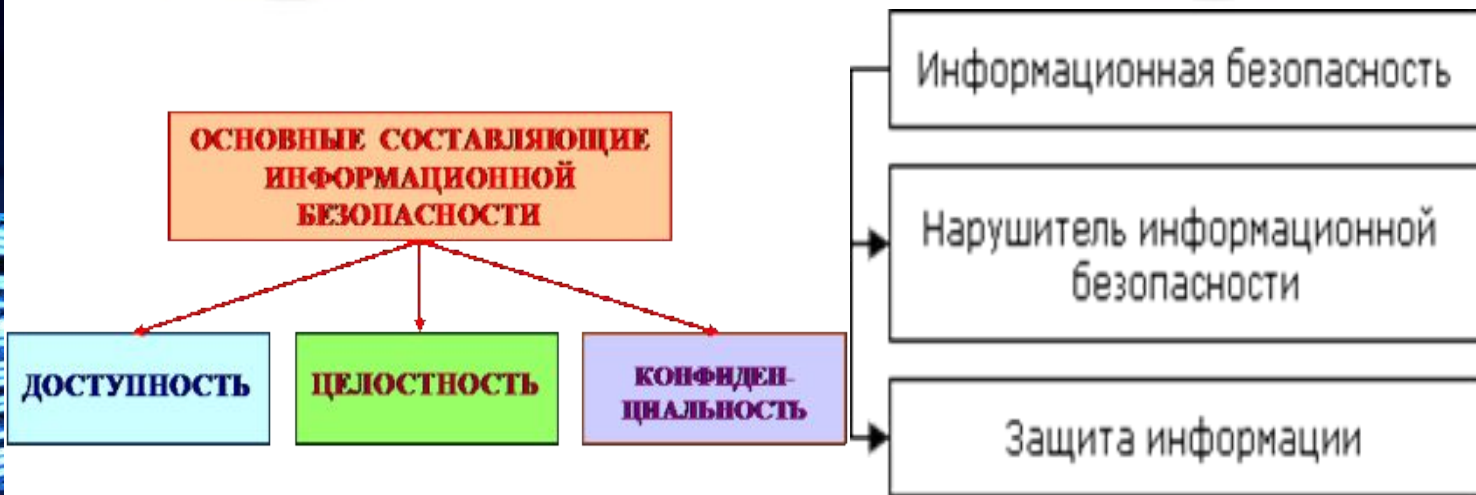 ОСНОВНЫЕ СОСТАВЛЯЮЩИЕ
ИНФОРМАЦИОННОЙ
БЕЗОПАСНОСТИ
ДОСТУПНОСТЬ
ЦЕЛОСТНОСТЬ
КОНФИДЕН-
ЦИАЛЬНОСТЬ
Информационная безопасность
Нарушитель информационной
безопасности
Защита информации